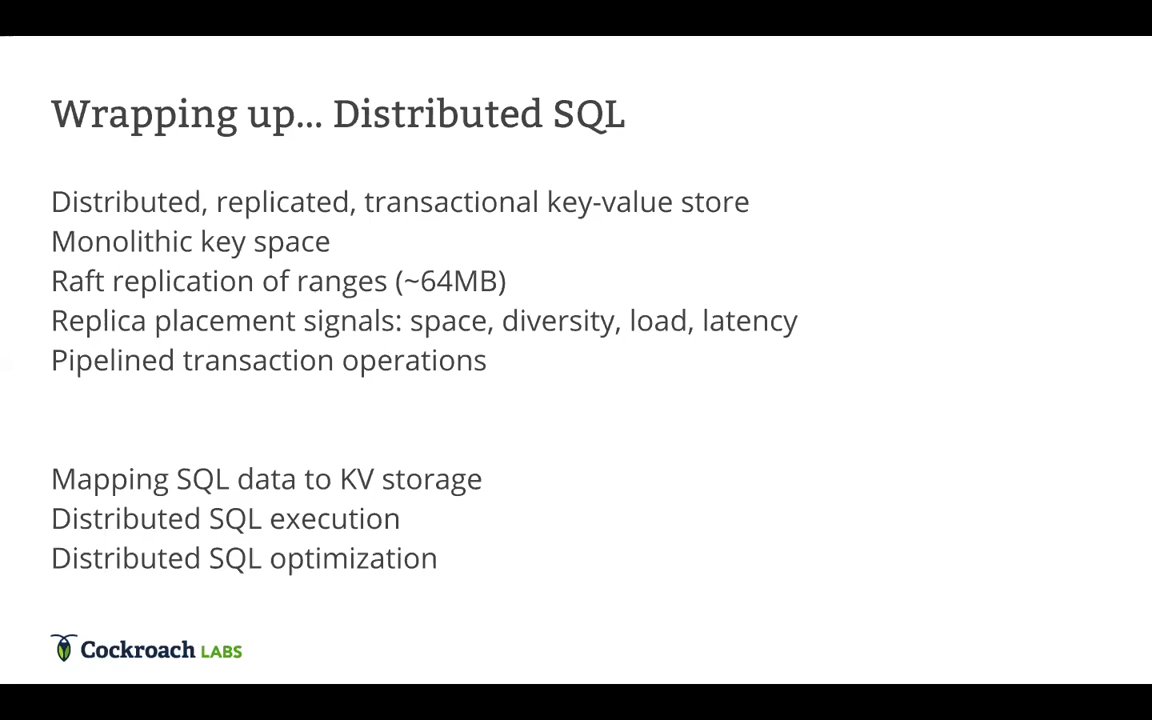 Wrapping up... Distributed SQL
Distributed, replicated, transactional key-value store
Monolithic key space
Raft replication of ranges (~64MB)
Replica placement signals: space, diversity, load, latency
Pipelined transaction operations
Mapping SQL data to KV storage
Distributed SQL execution
Distributed SQL optimization
Cockroach LABS